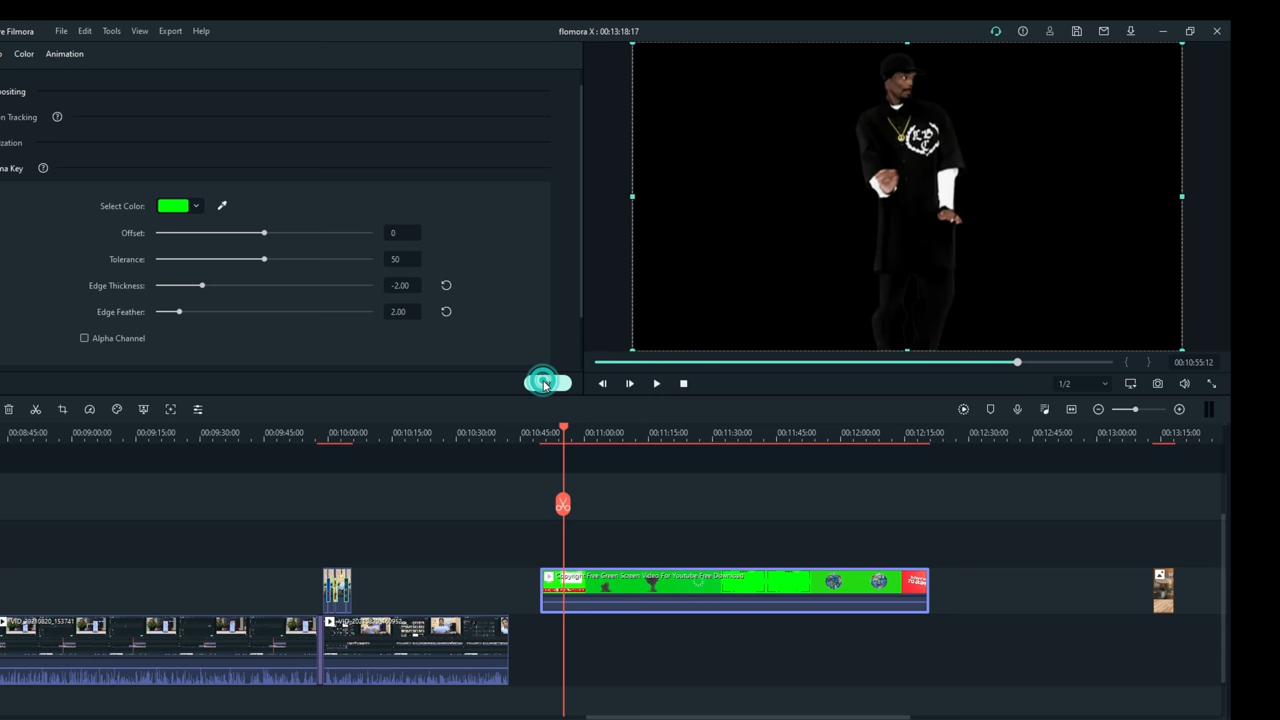 re Filmora File Edit Tools View Export Help flomora X : 00:13:18:17
o Color Animation
ositing
on Tracking ?
ization
ma Key ?
Select Color:
Offset: 0
Tolerance: 50
Edge Thickness: -2.00
Edge Feather: 2.00
Alpha Channel
00:10:55:12
1/2
00:08:45:00 00:09:00:00 00:09:15:00 00:09:30:00 00:09:45:00 00:10:00:00 00:10:15:00 00:10:30:00 00:10:45:00 00:11:00:00 00:11:15:00 00:11:30:00 00:11:45:00 00:12:00:00 00:12:15:00 00:12:30:00 00:12:45:00 00:13:00:00 00:13:15:00
Copyright Free Green Screen Video For Youtube Free Download
VID_20210820_153741